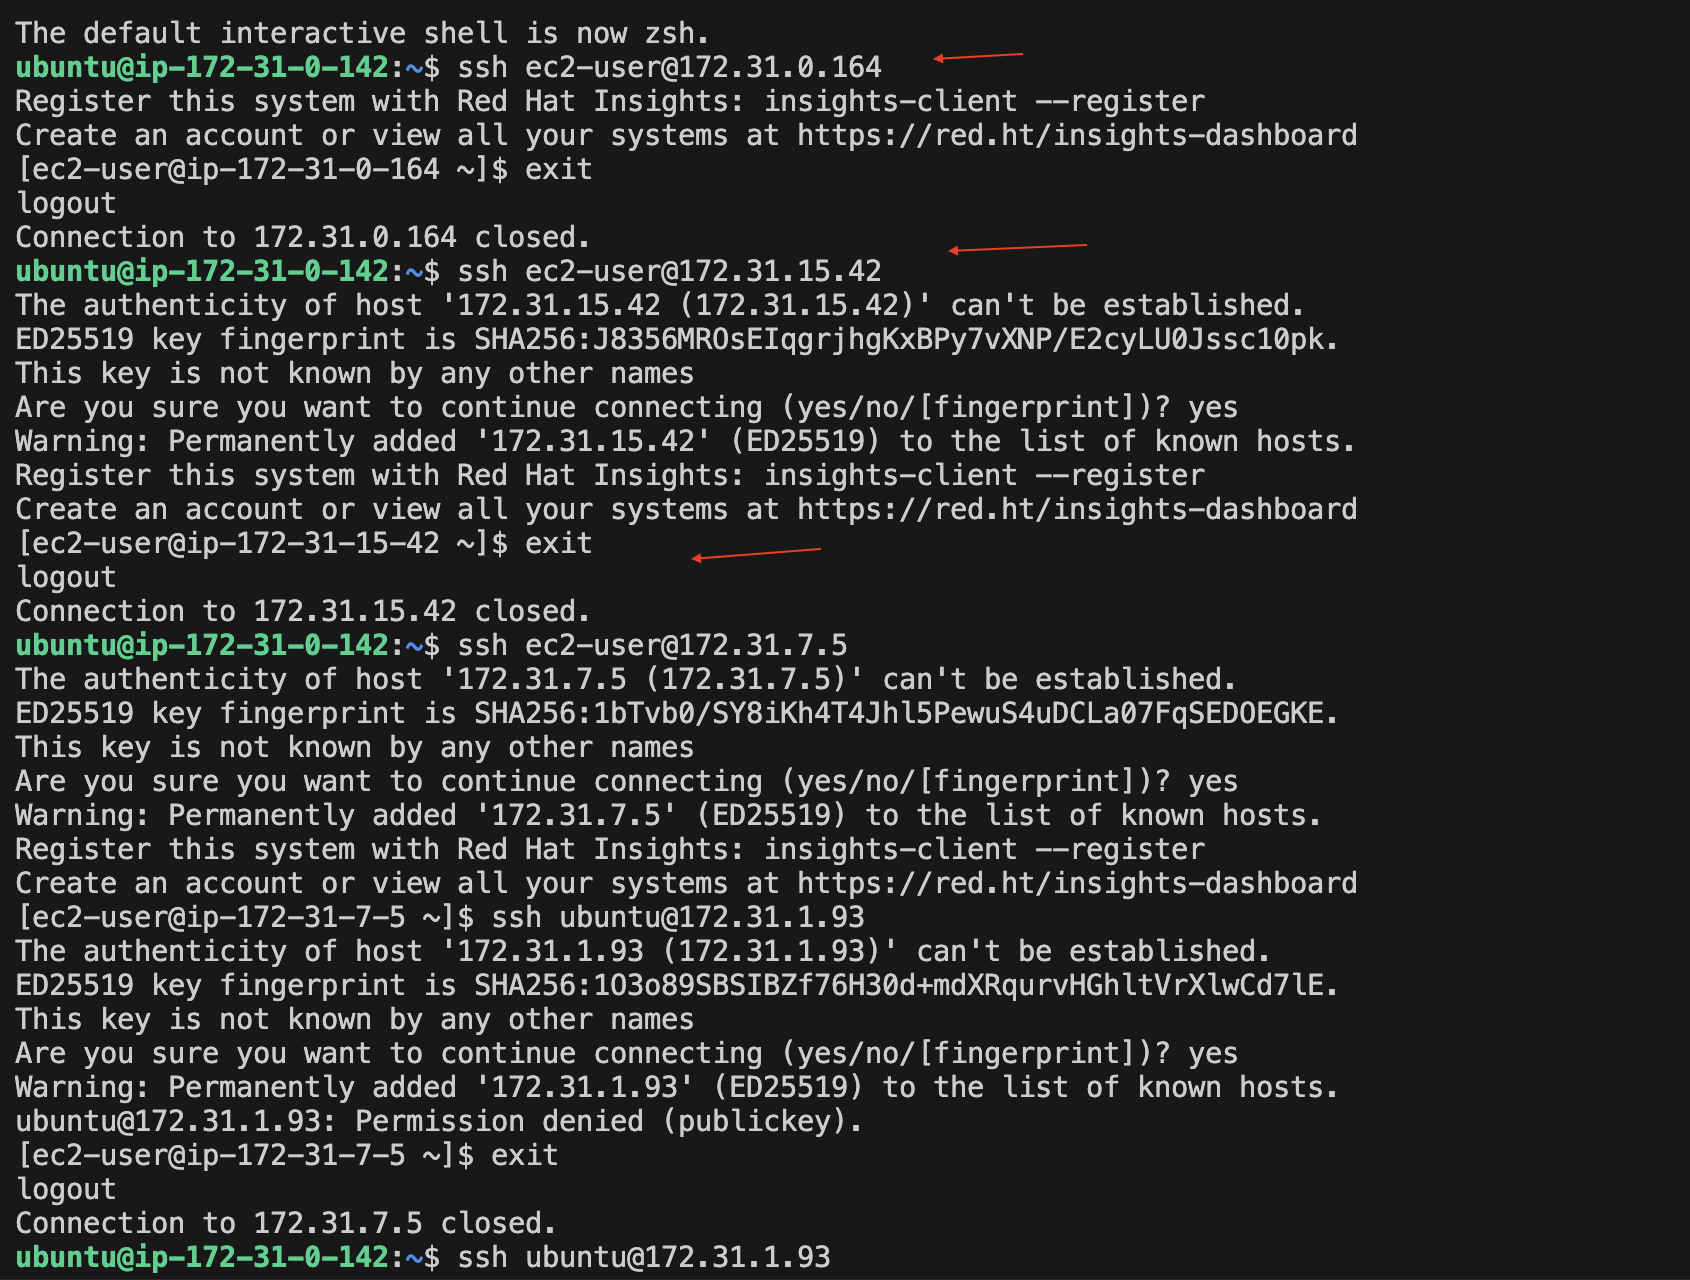 The default interactive shell is now zsh.
ubuntu@ip-172-31-0-142:~$ ssh ec2-user@172.31.0.164
Register this system with Red Hat Insights: insights-client --register
Create an account or view all your systems at https://red.ht/insights-dashboard
[ec2-user@ip-172-31-0-164 ~]$ exit
logout
Connection to 172.31.0.164 closed.
ubuntu@ip-172-31-0-142:~$ ssh ec2-user@172.31.15.42
The authenticity of host '172.31.15.42 (172.31.15.42)' can't be established.
ED25519 key fingerprint is SHA256:J8356MROsEIqgrjhgKxBPy7vXNP/E2cyLU0Jssc10pk.
This key is not known by any other names
Are you sure you want to continue connecting (yes/no/[fingerprint])? yes
Warning: Permanently added '172.31.15.42' (ED25519) to the list of known hosts.
Register this system with Red Hat Insights: insights-client --register
Create an account or view all your systems at https://red.ht/insights-dashboard
[ec2-user@ip-172-31-15-42 ~]$ exit
logout
Connection to 172.31.15.42 closed.
ubuntu@ip-172-31-0-142:~$ ssh ec2-user@172.31.7.5
The authenticity of host '172.31.7.5 (172.31.7.5)' can't be established.
ED25519 key fingerprint is SHA256:1bTvb0/SY8iKh4T4Jhl5PewuS4uDCLa07FqSEDOEGKE.
This key is not known by any other names
Are you sure you want to continue connecting (yes/no/[fingerprint])? yes
Warning: Permanently added '172.31.7.5' (ED25519) to the list of known hosts.
Register this system with Red Hat Insights: insights-client --register
Create an account or view all your systems at https://red.ht/insights-dashboard
[ec2-user@ip-172-31-7-5 ~]$ ssh ubuntu@172.31.1.93
The authenticity of host '172.31.1.93 (172.31.1.93)' can't be established.
ED25519 key fingerprint is SHA256:1O3o89SBSIBZf76H30d+mdXRqurvHGhltVrXlwCd7lE.
This key is not known by any other names
Are you sure you want to continue connecting (yes/no/[fingerprint])? yes
Warning: Permanently added '172.31.1.93' (ED25519) to the list of known hosts.
ubuntu@172.31.1.93: Permission denied (publickey).
[ec2-user@ip-172-31-7-5 ~]$ exit
logout
Connection to 172.31.7.5 closed.
ubuntu@ip-172-31-0-142:~$ ssh ubuntu@172.31.1.93